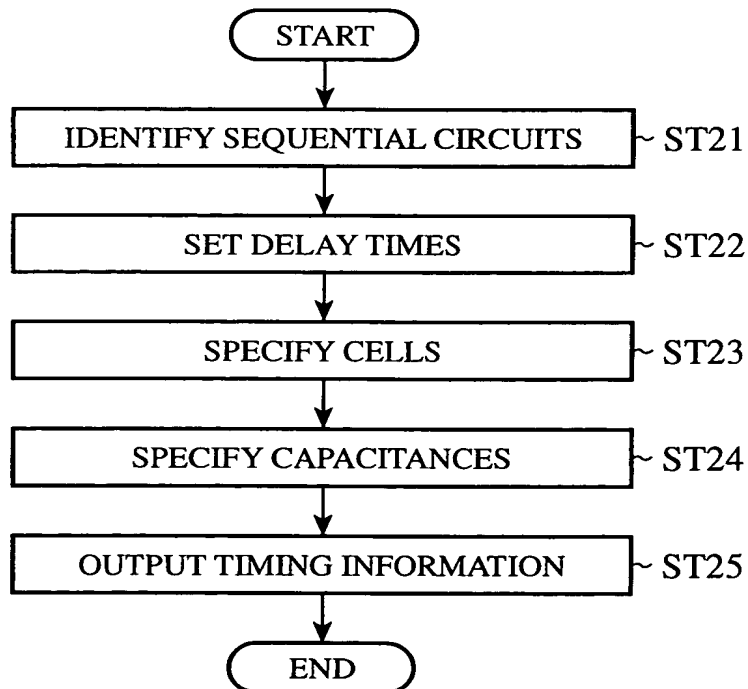 START
IDENTIFY SEQUENTIAL CIRCUITS ~ ST21
SET DELAY TIMES ~ ST22
SPECIFY CELLS ~ ST23
SPECIFY CAPACITANCES ~ ST24
OUTPUT TIMING INFORMATION ~ ST25
END